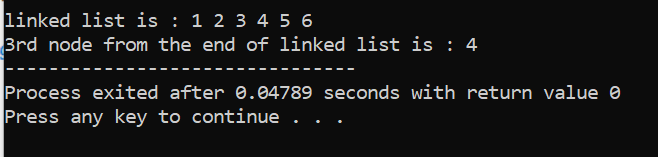 linked list is : 1 2 3 4 5 6
3rd node from the end of linked list is : 4
--------------------------------
Process exited after 0.04789 seconds with return value 0
Press any key to continue . . .